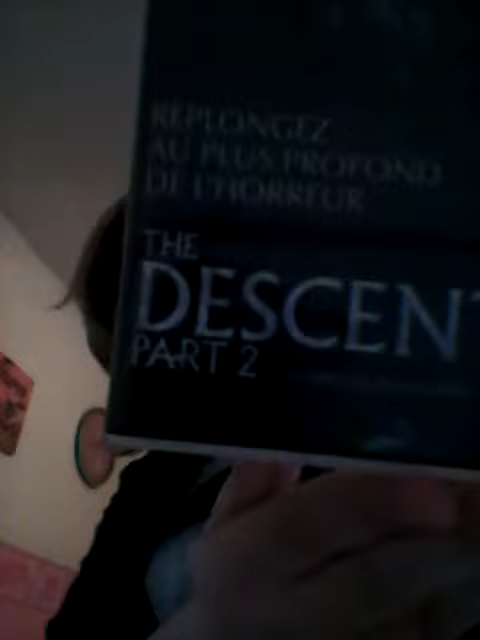 REPLONGEZ
AU PLUS PROFOND
DE L'HORREUR
THE
DESCENT
PART 2